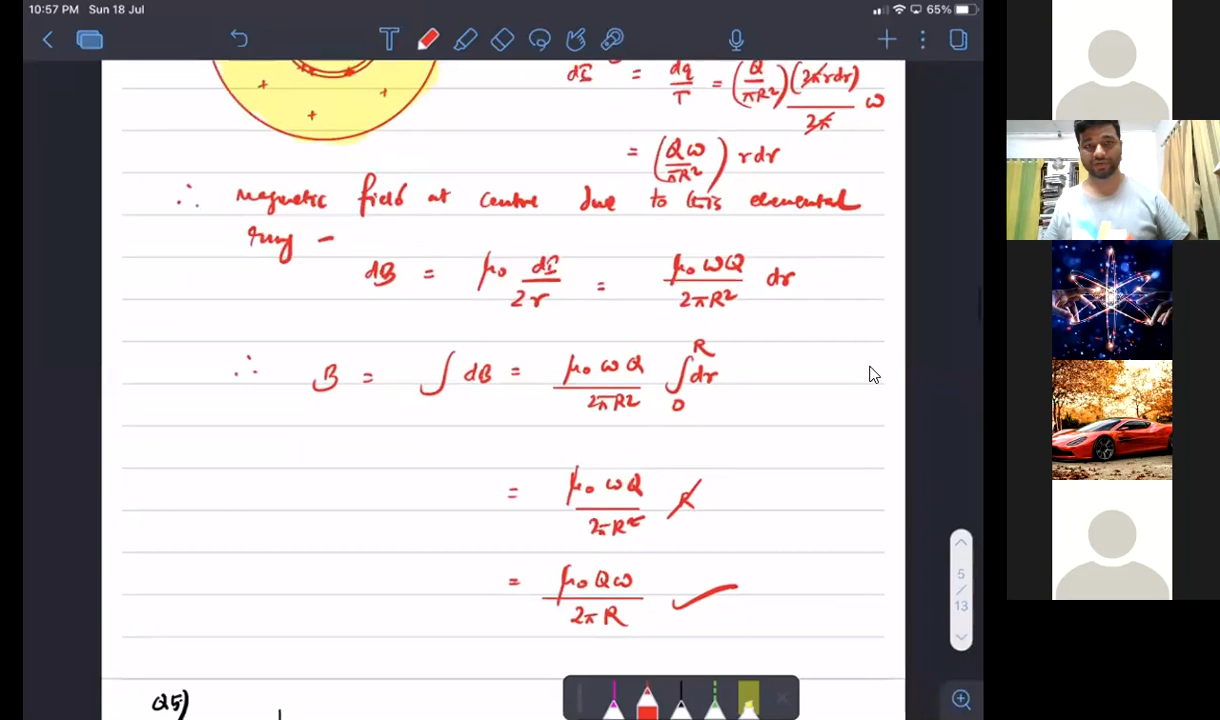 10:57 PM Sun 18 Jul 65%
dI = dq/T = (Q/πR²) (2πrdr)/2π ω
= (Qω/πR²) rdr
∴ Magnetic field at centre due to this elemental
ring –
dB = μ₀ dI/2r = μ₀ωQ/2πR² dr
∴ B = ∫ dB = μ₀ωQ/2πR² ∫₀ᴿ dr
= μ₀ωQ/2πR² R
= μ₀Qω/2πR ✓
5
/
13
Q5)